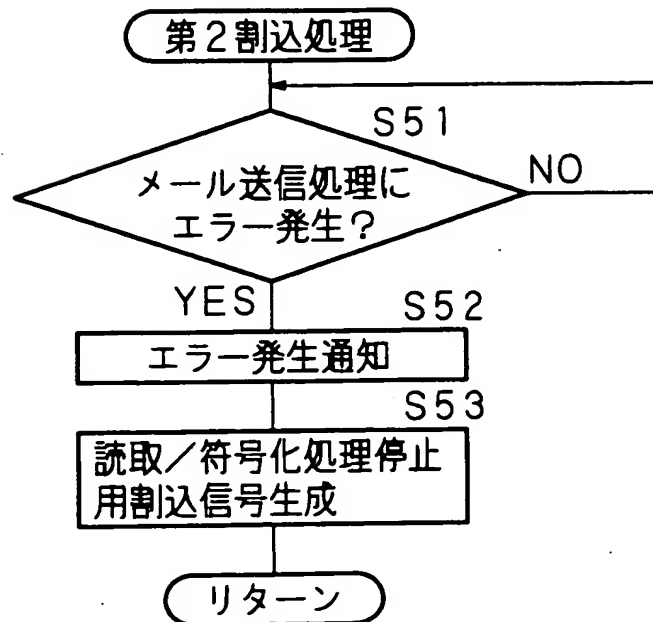 第2割込処理
S51
メール送信処理に
エラー発生?
NO
YES
S52
エラー発生通知
S53
読取/符号化処理停止
用割込信号生成
リターン